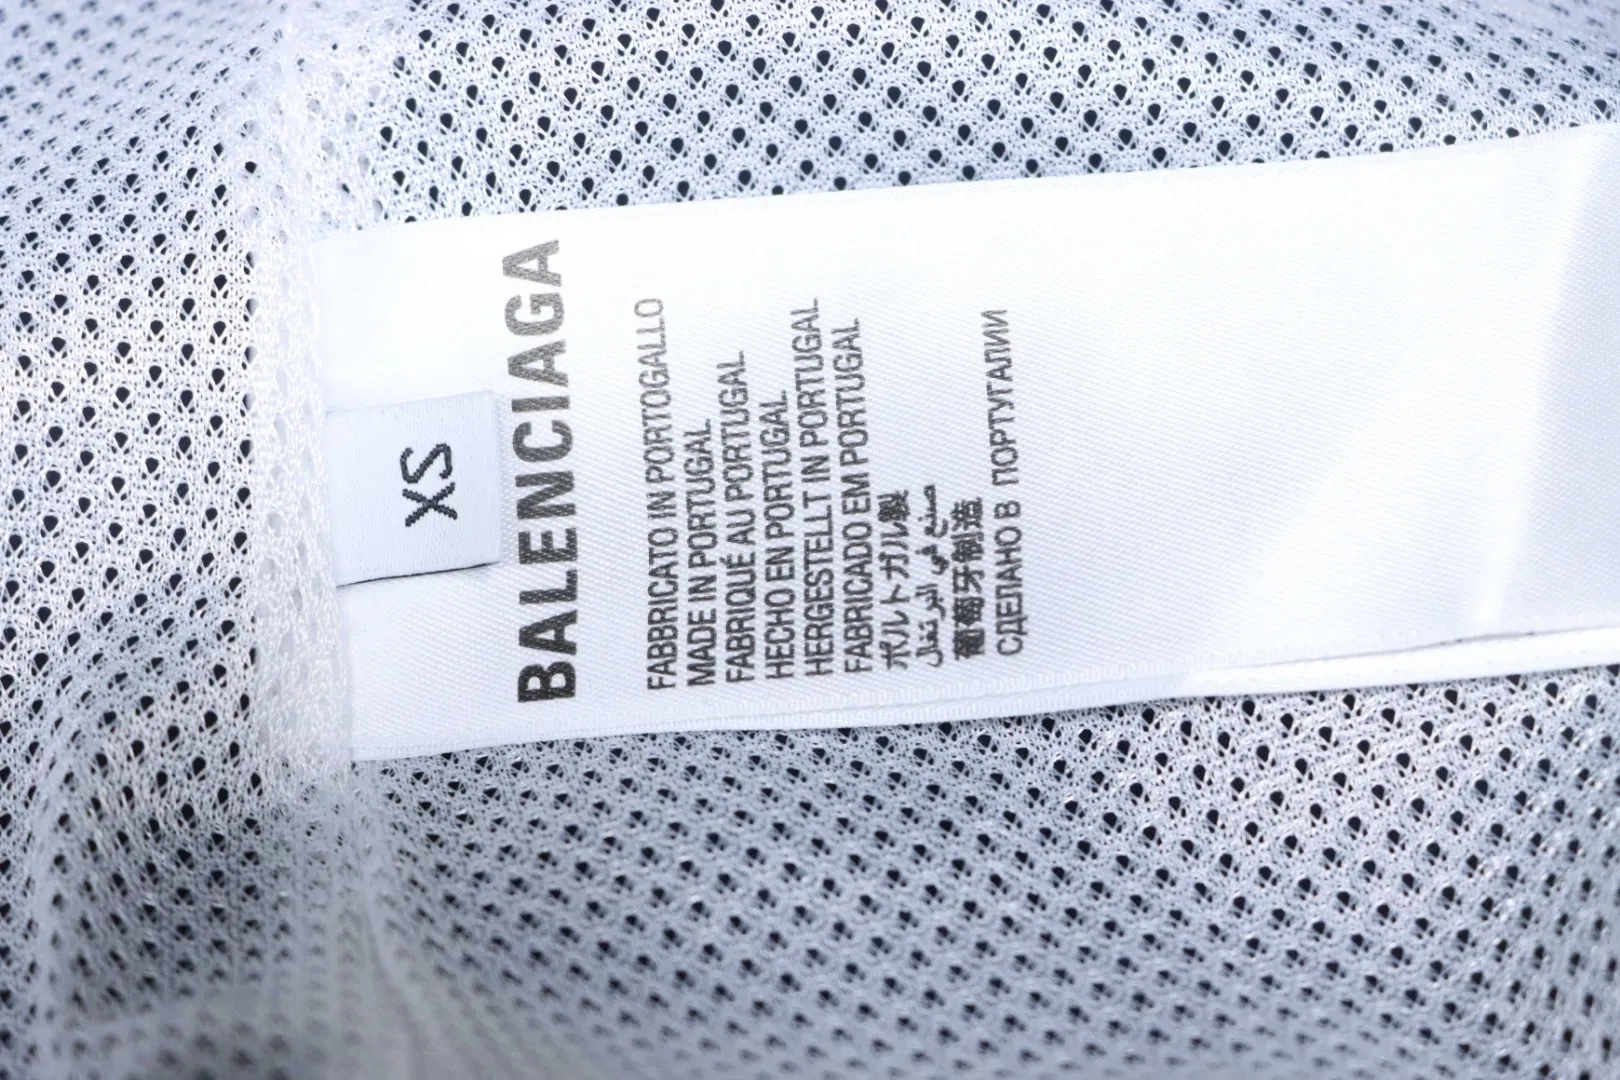 XS
BALENCIAGA
FABBRICATO IN PORTOGALLO
MADE IN PORTUGAL
FABRIQUÉ AU PORTUGAL
HECHO EN PORTUGAL
HERGESTELLT IN PORTUGAL
FABRICADO EM PORTUGAL
ポルトガル製
صنع في البرتغال
葡萄牙制造
СДЕЛАНО В ПОРТУГАЛИИ